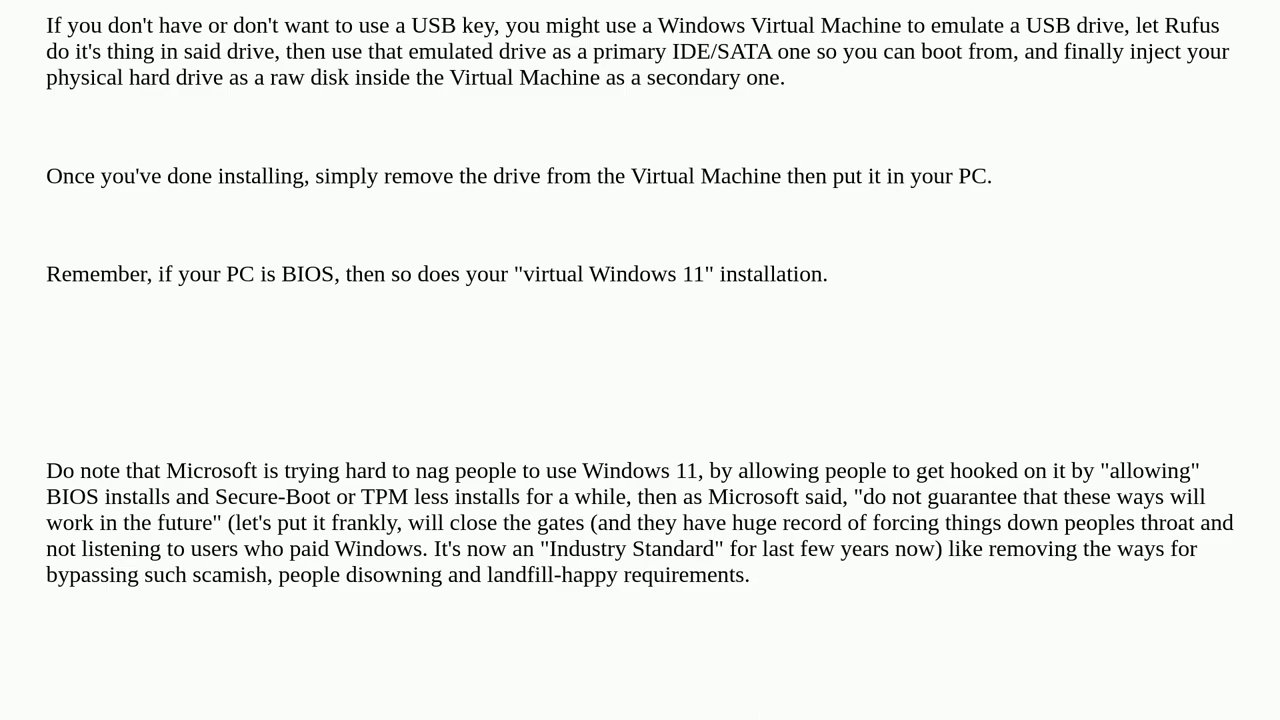 If you don't have or don't want to use a USB key, you might use a Windows Virtual Machine to emulate a USB drive, let Rufus
do it's thing in said drive, then use that emulated drive as a primary IDE/SATA one so you can boot from, and finally inject your
physical hard drive as a raw disk inside the Virtual Machine as a secondary one.
Once you've done installing, simply remove the drive from the Virtual Machine then put it in your PC.
Remember, if your PC is BIOS, then so does your "virtual Windows 11" installation.
Do note that Microsoft is trying hard to nag people to use Windows 11, by allowing people to get hooked on it by "allowing"
BIOS installs and Secure-Boot or TPM less installs for a while, then as Microsoft said, "do not guarantee that these ways will
work in the future" (let's put it frankly, will close the gates (and they have huge record of forcing things down peoples throat and
not listening to users who paid Windows. It's now an "Industry Standard" for last few years now) like removing the ways for
bypassing such scamish, people disowning and landfill-happy requirements.